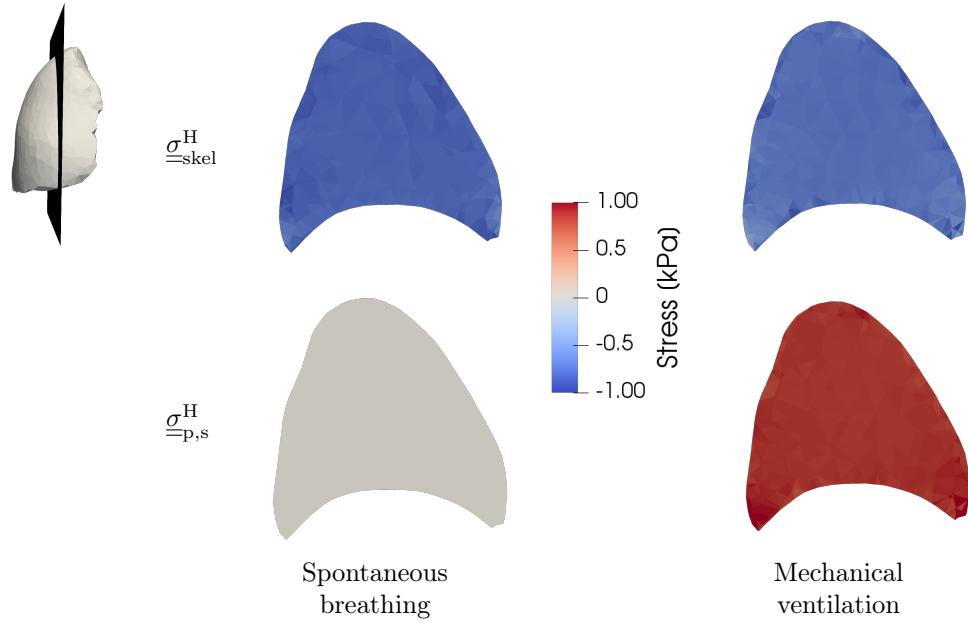 σ^H_skel
1.00
0.5
0
-0.5
-1.00
Stress (kPa)
σ^H_p,s
Spontaneous
breathing
Mechanical
ventilation